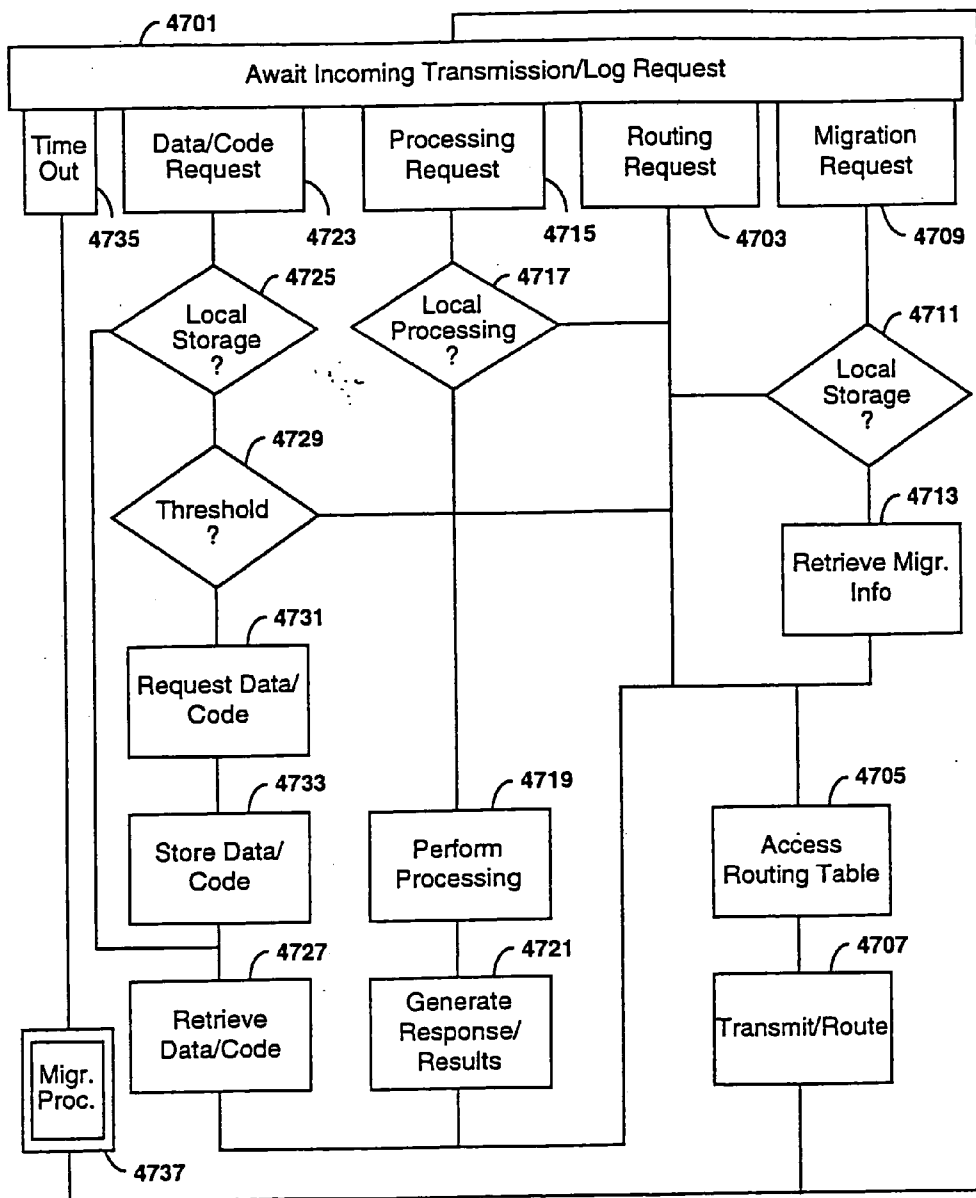 4701
Await Incoming Transmission/Log Request
Time
Out
Data/Code
Request
Processing
Request
Routing
Request
Migration
Request
4735
4723
4715
4703
4709
4725
Local
Storage
?
4717
Local
Processing
?
4711
Local
Storage
?
4729
Threshold
?
4713
Retrieve Migr.
Info
4731
Request Data/
Code
4733
Store Data/
Code
4719
Perform
Processing
4705
Access
Routing Table
4727
Retrieve
Data/Code
4721
Generate
Response/
Results
4707
Transmit/Route
Migr.
Proc.
4737